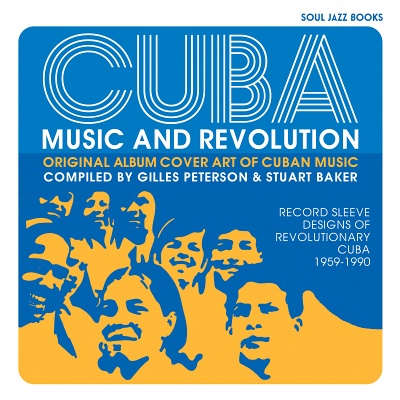 SOUL JAZZ BOOKS
CUBA
MUSIC AND REVOLUTION
ORIGINAL ALBUM COVER ART OF CUBAN MUSIC
COMPILED BY GILLES PETERSON & STUART BAKER
RECORD SLEEVE
DESIGNS OF
REVOLUTIONARY
CUBA
1959-1990